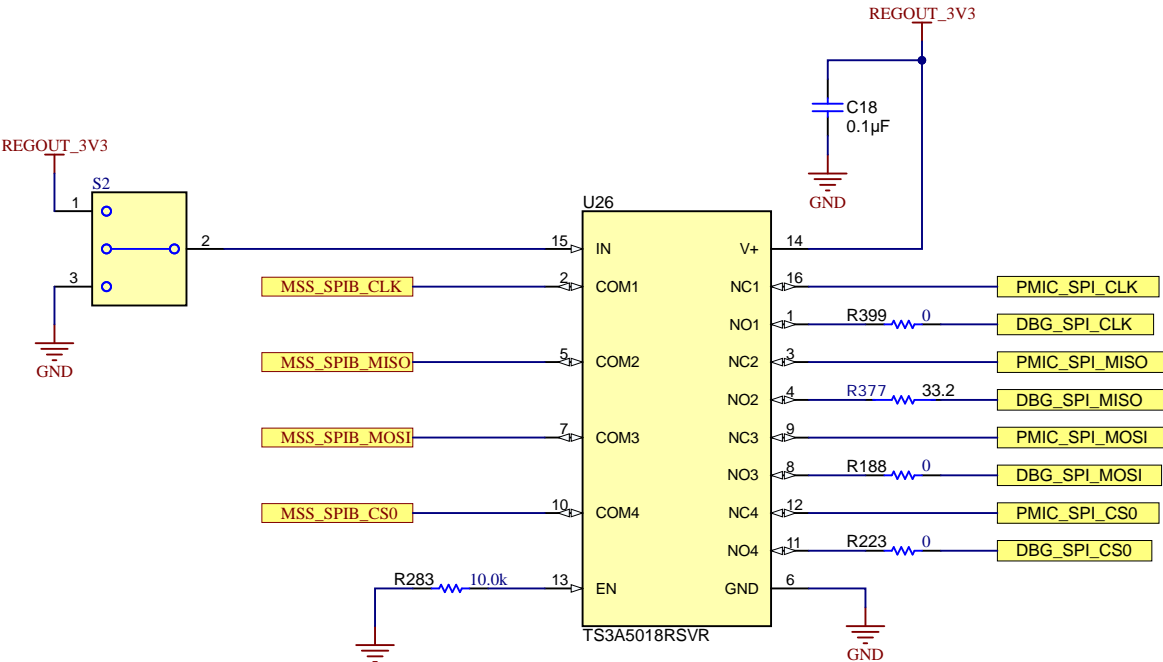 REGOUT_3V3
C18
0.1µF
GND
REGOUT_3V3
S2
1
2
3
GND
U26
15 IN V+ 14
MSS_SPIB_CLK 2 COM1 NC1 16 PMIC_SPI_CLK
NO1 1 R399 0 DBG_SPI_CLK
MSS_SPIB_MISO 5 COM2 NC2 3 PMIC_SPI_MISO
NO2 4 R377 33.2 DBG_SPI_MISO
MSS_SPIB_MOSI 7 COM3 NC3 9 PMIC_SPI_MOSI
NO3 8 R188 0 DBG_SPI_MOSI
MSS_SPIB_CS0 10 COM4 NC4 12 PMIC_SPI_CS0
NO4 11 R223 0 DBG_SPI_CS0
R283 10.0k 13 EN GND 6
TS3A5018RSVR
GND